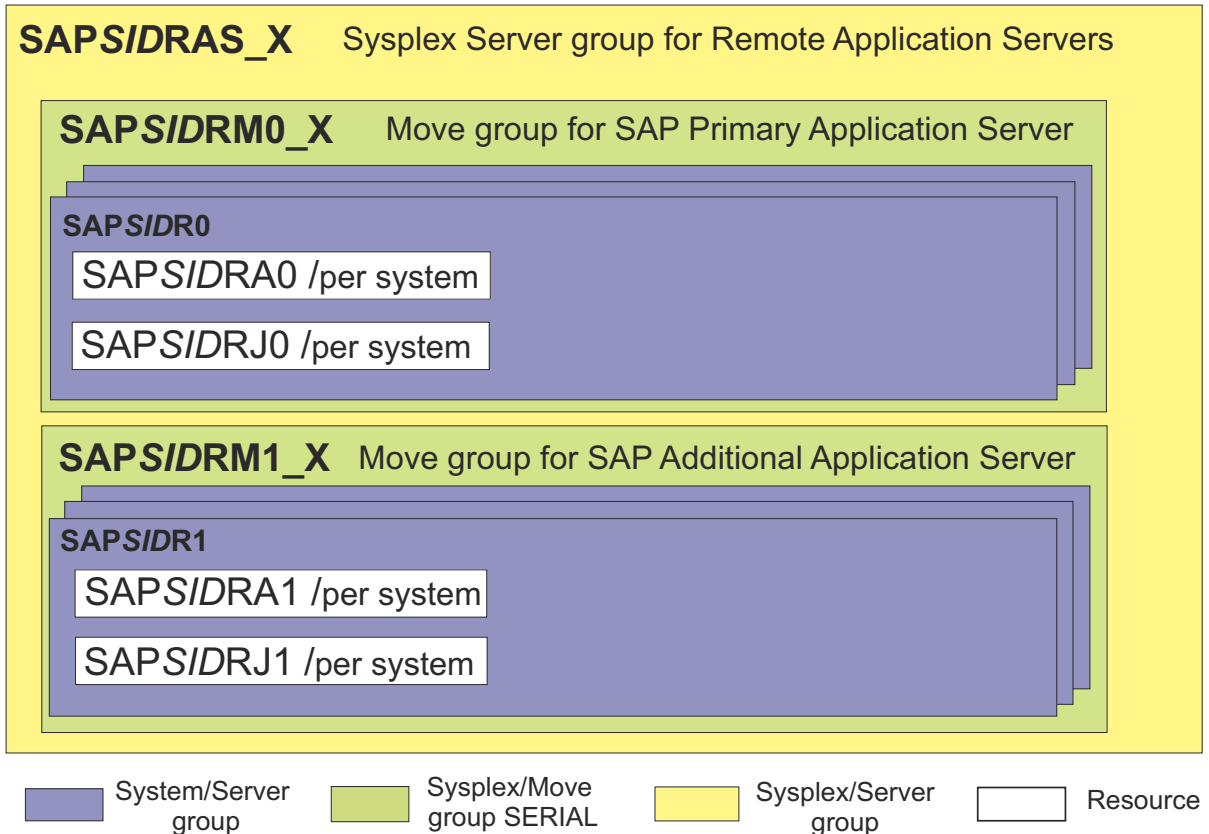 SAPSIDRAS_X Sysplex Server group for Remote Application Servers
SAPSIDRM0_X Move group for SAP Primary Application Server
SAPSIDR0
SAPSIDRA0 /per system
SAPSIDRJ0 /per system
SAPSIDRM1_X Move group for SAP Additional Application Server
SAPSIDR1
SAPSIDRA1 /per system
SAPSIDRJ1 /per system
System/Server
group
Sysplex/Move
group SERIAL
Sysplex/Server
group
Resource